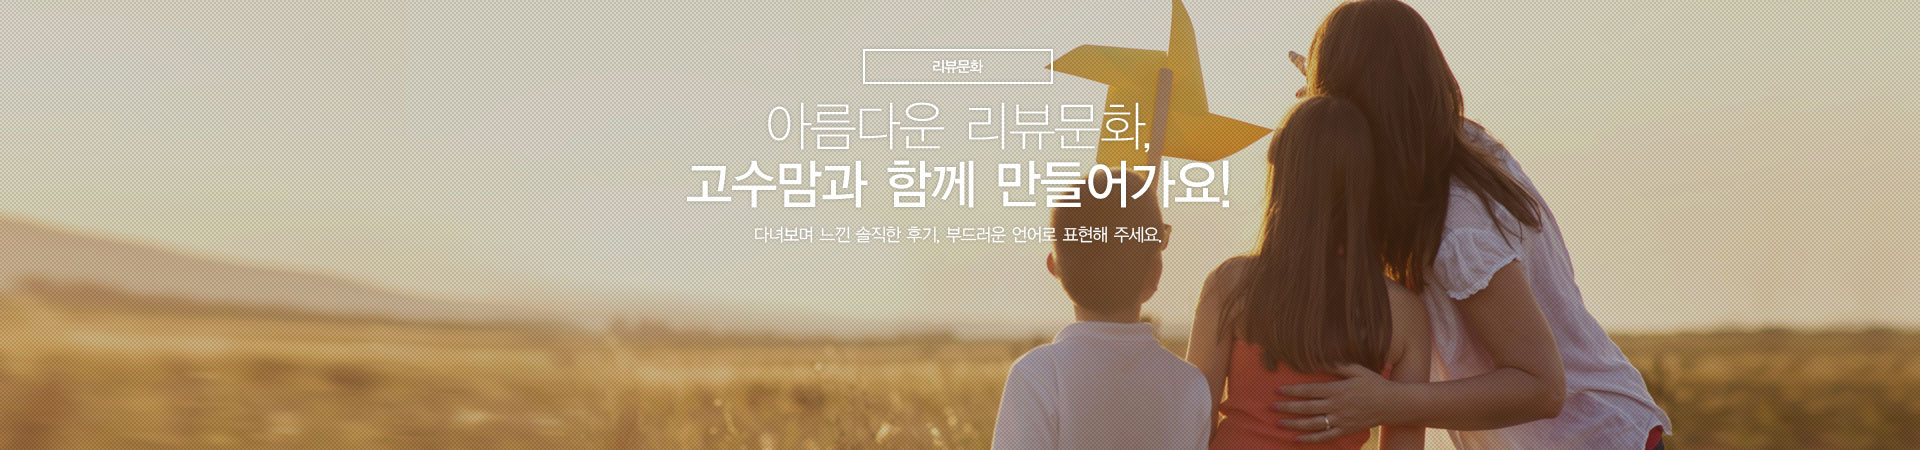 리뷰문화
아름다운 리뷰문화,
고수맘과 함께 만들어가요!
다녀보며 느낀 솔직한 후기, 부드러운 언어로 표현해 주세요.